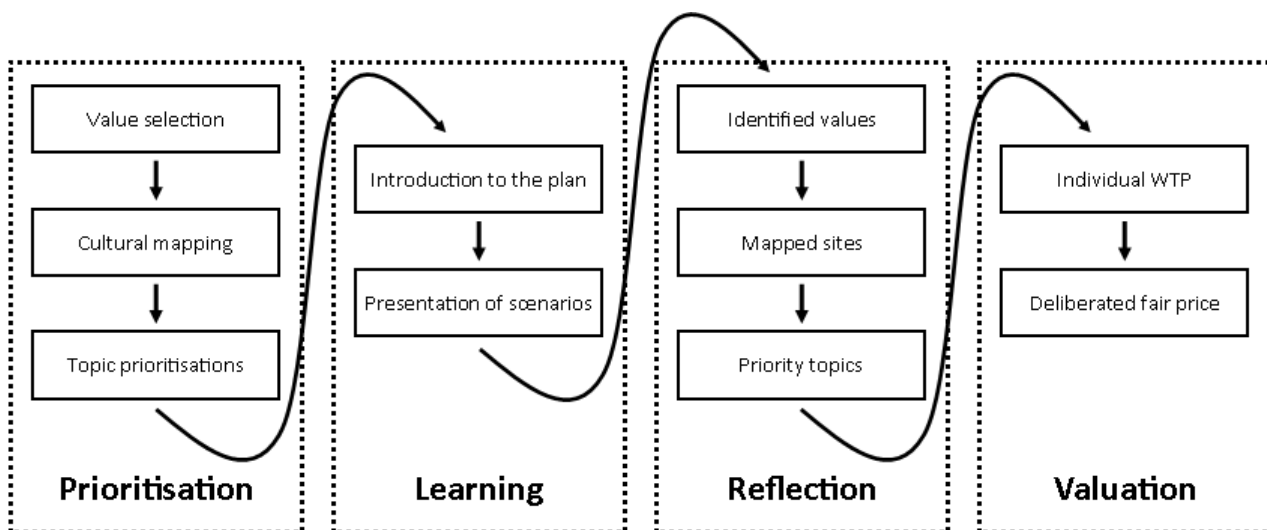 Value selection
Cultural mapping
Topic prioritisations
Prioritisation
Introduction to the plan
Presentation of scenarios
Learning
Identified values
Mapped sites
Priority topics
Reflection
Individual WTP
Deliberated fair price
Valuation